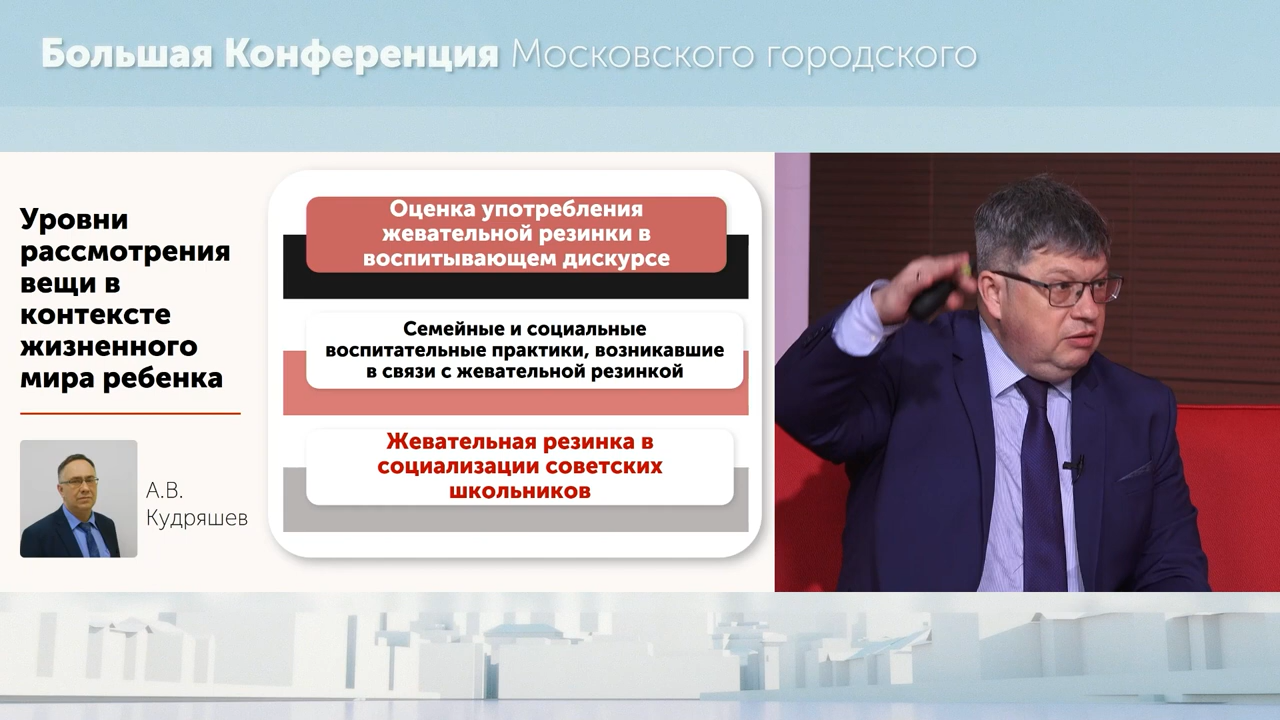 Большая Конференция Московского городского
Уровни
рассмотрения
вещи в
контексте
жизненного
мира ребенка
А.В.
Кудряшев
Оценка употребления
жевательной резинки в
воспитывающем дискурсе
Семейные и социальные
воспитательные практики, возникавшие
в связи с жевательной резинкой
Жевательная резинка в
социализации советских
школьников